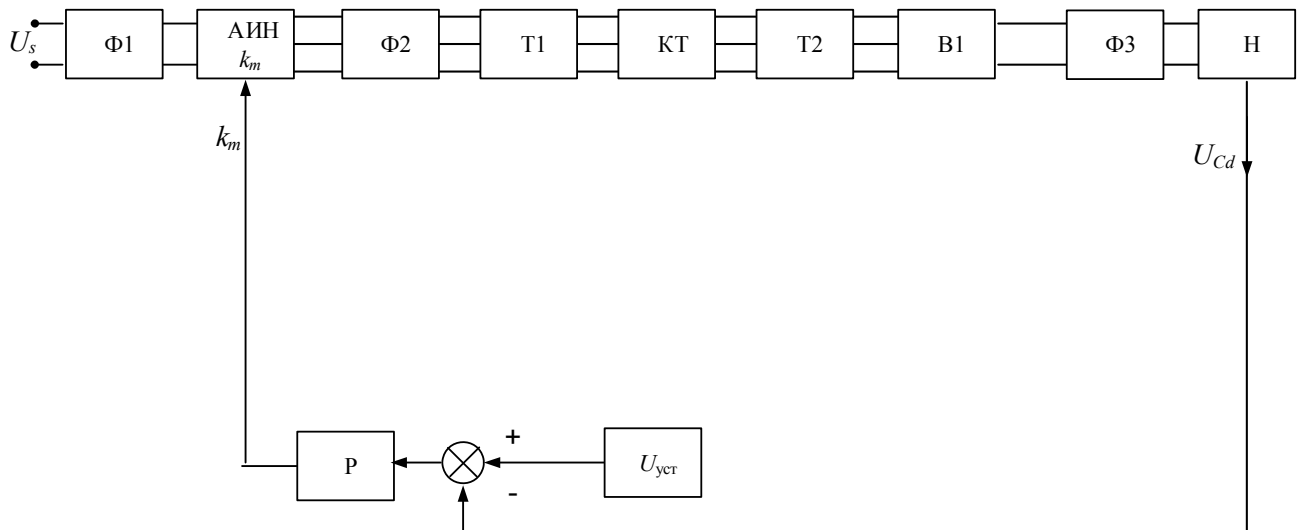 U_s
Ф1
АИН
k_m
Ф2
Т1
КТ
Т2
В1
Ф3
Н
k_m
U_Cd
Р
+
-
U_уст